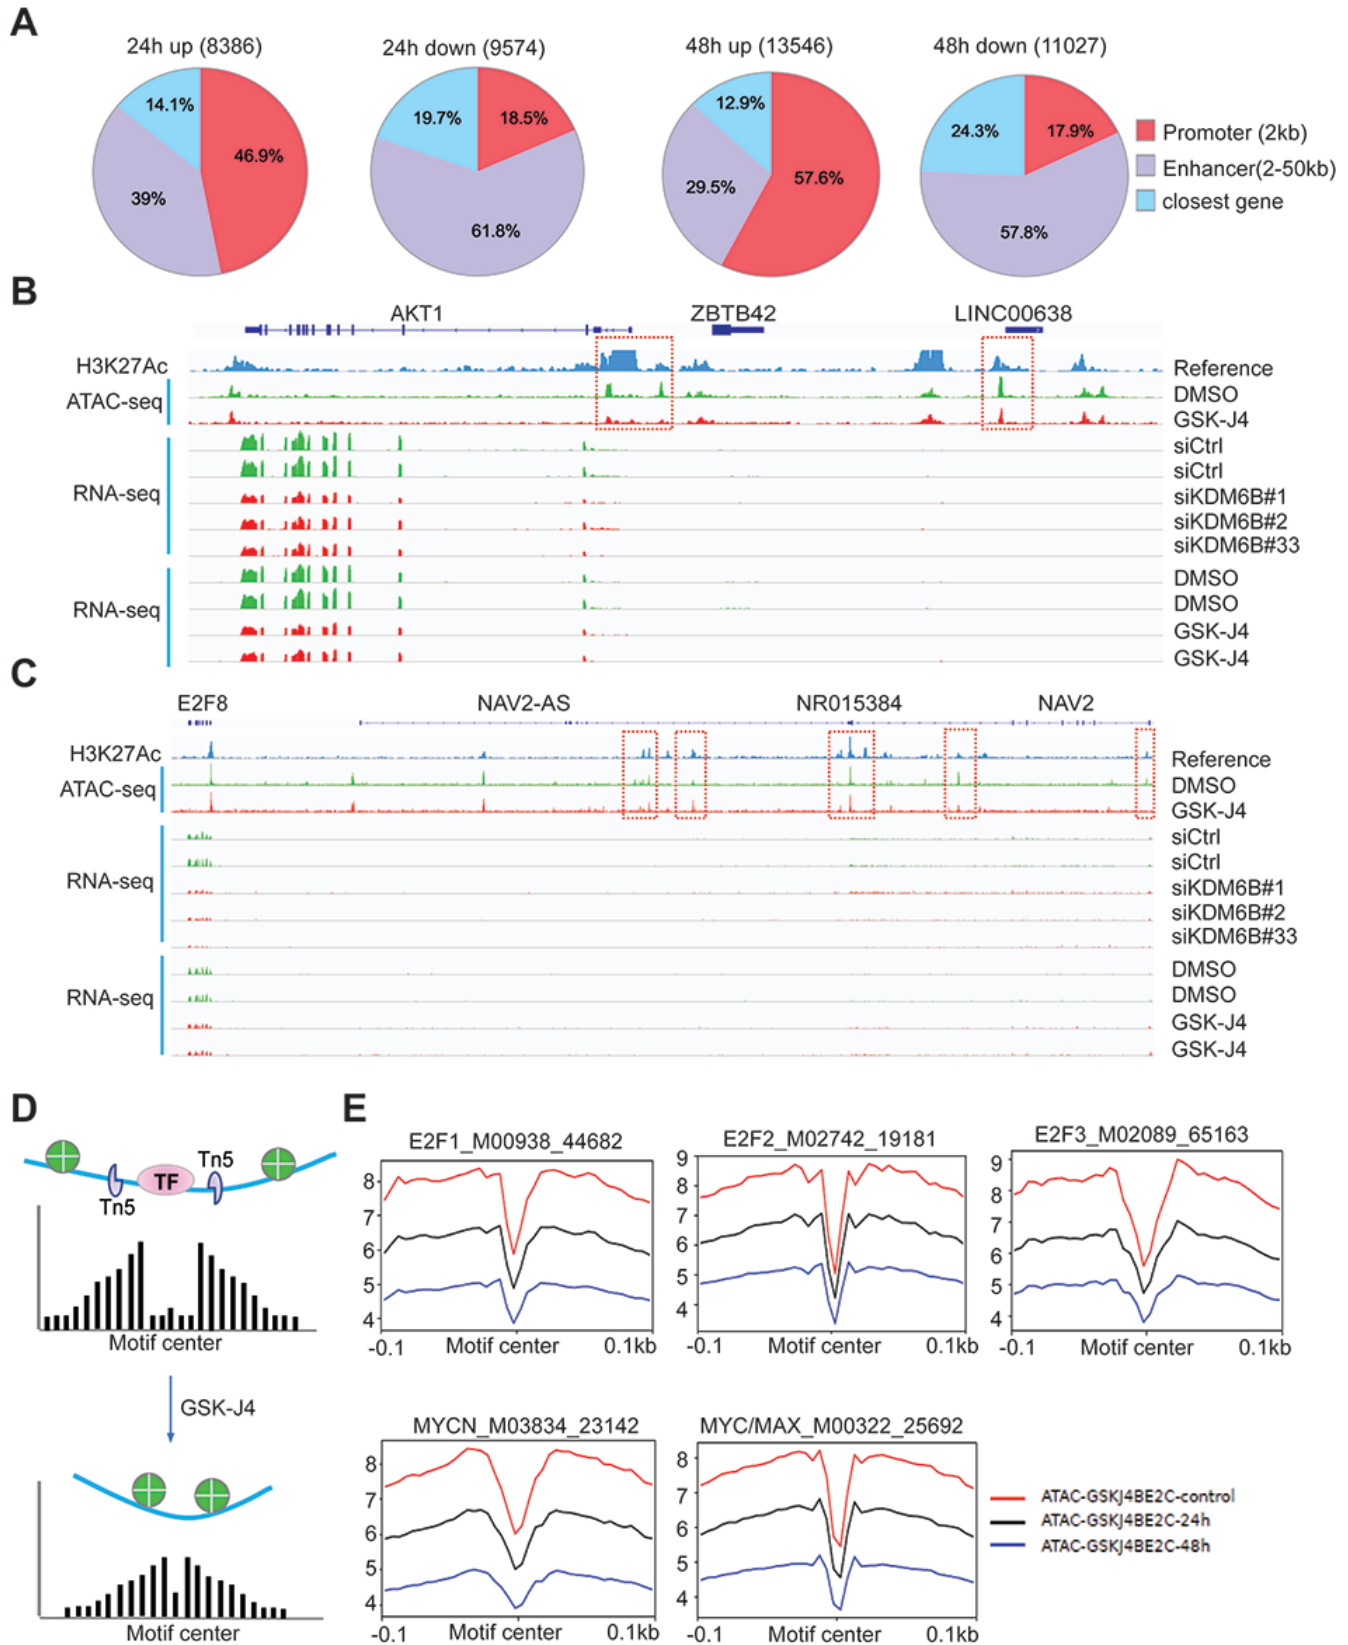 A
24h up (8386)
24h down (9574)
48h up (13546)
48h down (11027)
14.1%
46.9%
39%
19.7%
18.5%
61.8%
12.9%
57.6%
29.5%
24.3%
17.9%
57.8%
Promoter (2kb)
Enhancer(2-50kb)
closest gene
B
AKT1
ZBTB42
LINC00638
H3K27Ac
ATAC-seq
RNA-seq
RNA-seq
Reference
DMSO
GSK-J4
siCtrl
siCtrl
siKDM6B#1
siKDM6B#2
siKDM6B#33
DMSO
DMSO
GSK-J4
GSK-J4
C
E2F8
NAV2-AS
NR015384
NAV2
H3K27Ac
ATAC-seq
RNA-seq
RNA-seq
Reference
DMSO
GSK-J4
siCtrl
siCtrl
siKDM6B#1
siKDM6B#2
siKDM6B#33
DMSO
DMSO
GSK-J4
GSK-J4
D
Tn5
TF
Tn5
Motif center
GSK-J4
Motif center
E
E2F1_M00938_44682
8
7
6
5
4
-0.1
Motif center
0.1kb
E2F2_M02742_19181
9
8
7
6
5
4
-0.1
Motif center
0.1kb
E2F3_M02089_65163
9
8
7
6
5
4
-0.1
Motif center
0.1kb
MYCN_M03834_23142
8
7
6
5
4
-0.1
Motif center
0.1kb
MYC/MAX_M00322_25692
8
7
6
5
4
-0.1
Motif center
0.1kb
ATAC-GSKJ4BE2C-control
ATAC-GSKJ4BE2C-24h
ATAC-GSKJ4BE2C-48h